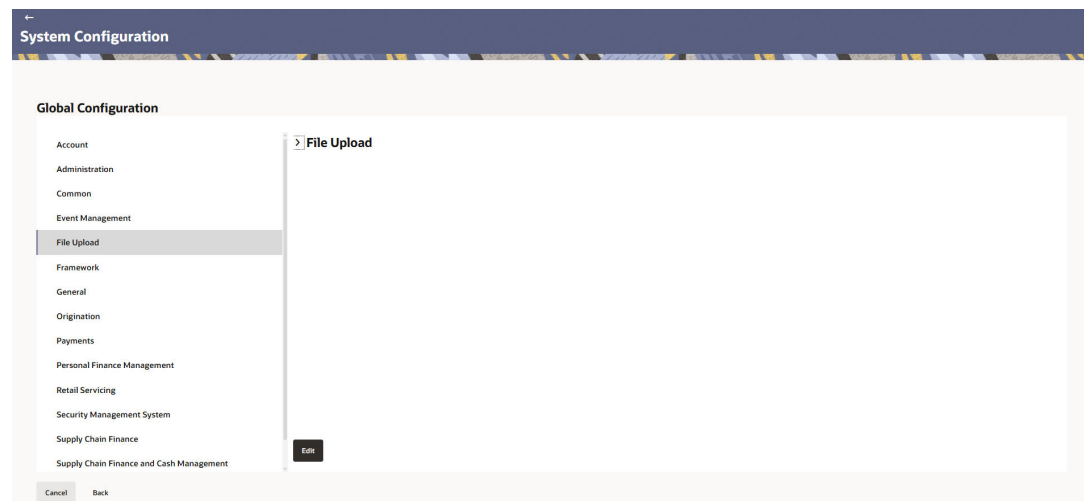 System Configuration
Global Configuration
Account
Administration
Common
Event Management
File Upload
Framework
General
Origination
Payments
Personal Finance Management
Retail Servicing
Security Management System
Supply Chain Finance
Supply Chain Finance and Cash Management
File Upload
Edit
Cancel Back